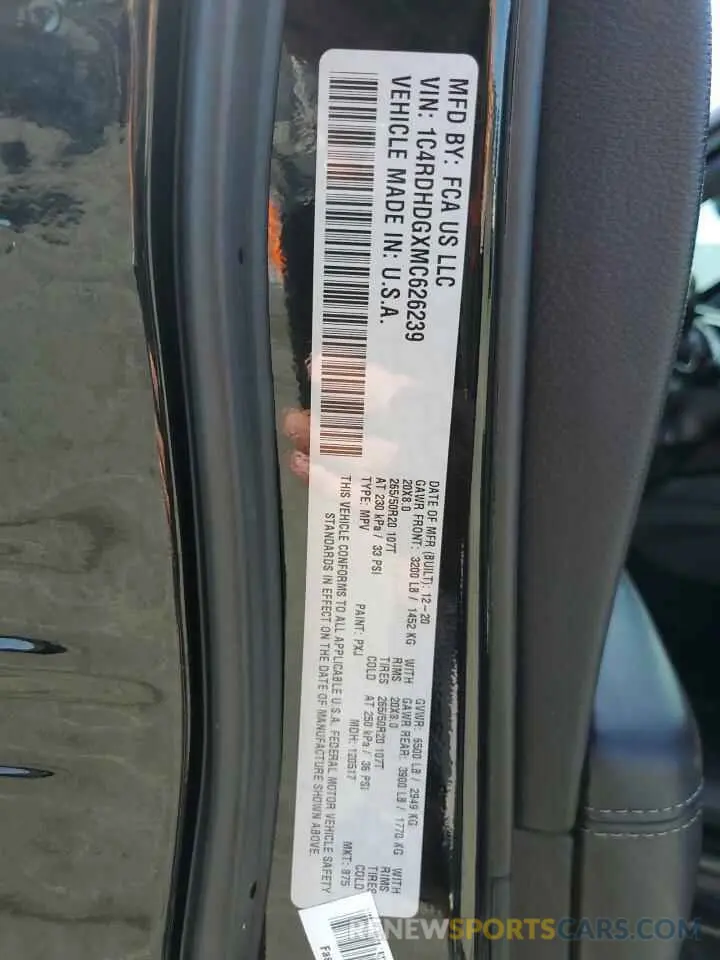 MFD BY: FCA US LLC
VIN: 1C4RDHDGXMC626239
VEHICLE MADE IN: U.S.A.
DATE OF MFR (BUILT): 12-20 GVWR: 6500 LB / 2949 KG
GAWR FRONT: 3200 LB / 1452 KG WITH GAWR REAR: 3900 LB / 1770 KG WITH
20X8.0 RIMS 20X8.0 RIMS
265/50R20 107T TIRES 265/50R20 107T TIRES
AT 230 kPa / 33 PSI COLD AT 250 kPa / 36 PSI COLD
TYPE: MPV PAINT: PXJ MDH: 120517 MKT: 875
THIS VEHICLE CONFORMS TO ALL APPLICABLE U.S.A. FEDERAL MOTOR VEHICLE SAFETY
STANDARDS IN EFFECT ON THE DATE OF MANUFACTURE SHOWN ABOVE.
RENEWSPORTSCARS.COM